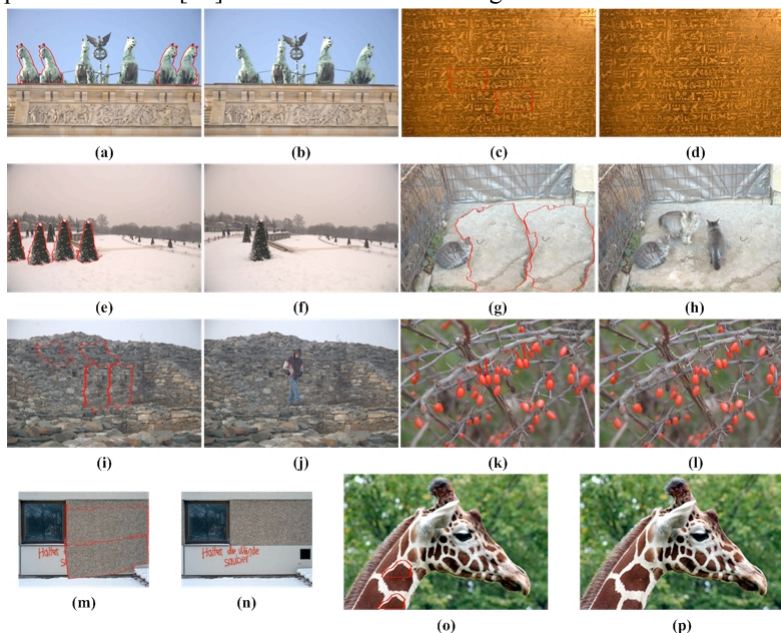 (a) (b) (c) (d)
(e) (f) (g) (h)
(i) (j) (k) (l)
Haltet
Haltet die Wände
sauber
(m) (n) (o) (p)